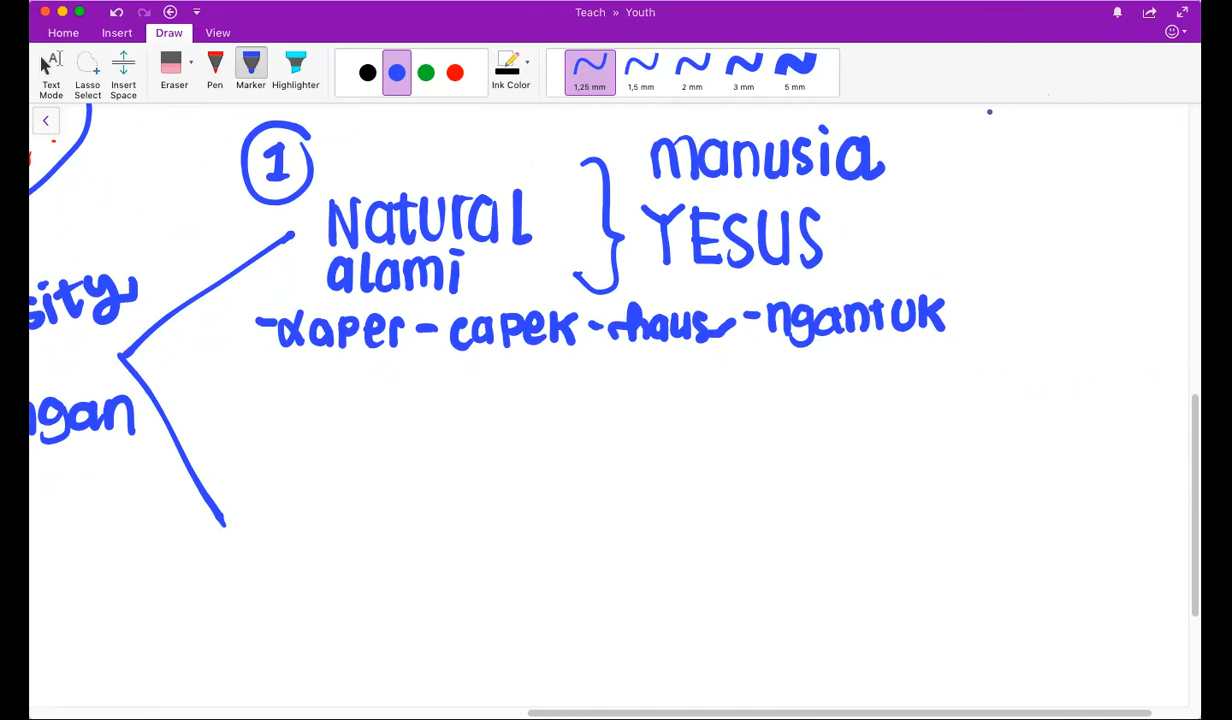 Teach » Youth
Home Insert Draw View
Text Mode
Lasso Select
Insert Space
Eraser
Pen
Marker
Highlighter
Ink Color
1,25 mm
1,5 mm
2 mm
3 mm
5 mm
1
Natural
alami
manusia
YESUS
- capek - haus - ngantuk
sity,
ngan